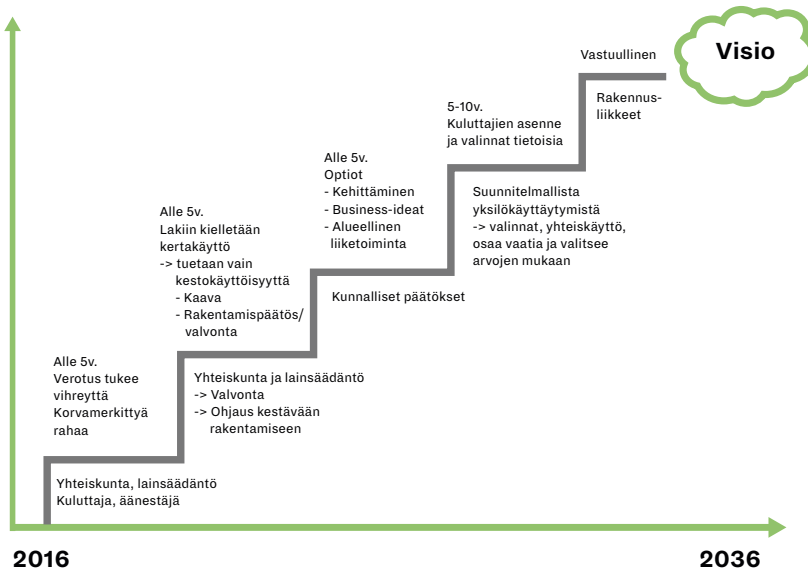 Visio
Vastuullinen
Rakennus-
liikkeet
5-10v.
Kuluttajien asenne
ja valinnat tietoisia
Suunnitelmallista
yksilökäyttäytymistä
-> valinnat, yhteiskäyttö,
osaa vaatia ja valitsee
arvojen mukaan
Alle 5v.
Optiot
- Kehittäminen
- Business-ideat
- Alueellinen
liiketoiminta
Kunnalliset päätökset
Alle 5v.
Lakiin kielletään
kertakäyttö
-> tuetaan vain
kestokäyttöisyyttä
- Kaava
- Rakentamispäätös/
valvonta
Yhteiskunta ja lainsäädäntö
-> Valvonta
-> Ohjaus kestävään
rakentamiseen
Alle 5v.
Verotus tukee
vihreyttä
Korvamerkittyä
rahaa
Yhteiskunta, lainsäädäntö
Kuluttaja, äänestäjä
2016
2036